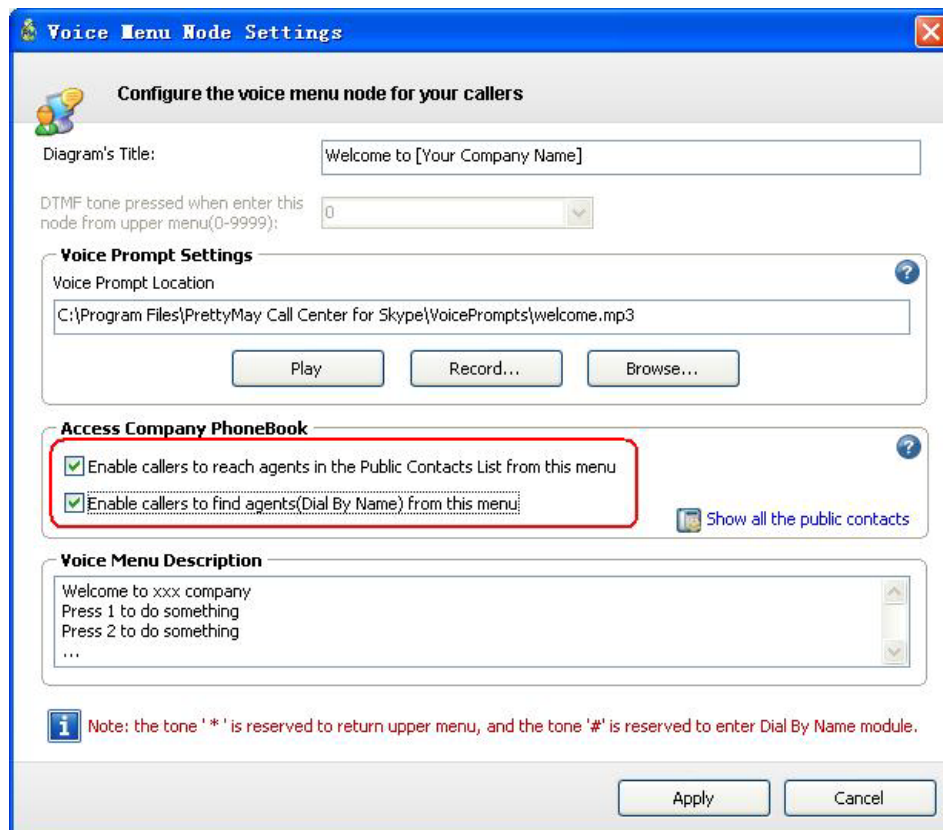 Voice Menu Node Settings
Configure the voice menu node for your callers
Diagram's Title:
Welcome to [Your Company Name]
DTMF tone pressed when enter this
node from upper menu(0-9999):
0
Voice Prompt Settings
?
Voice Prompt Location
C:\Program Files\PrettyMay Call Center for Skype\VoicePrompts\welcome.mp3
Play
Record...
Browse...
Access Company PhoneBook
?
Enable callers to reach agents in the Public Contacts List from this menu
Enable callers to find agents(Dial By Name) from this menu
Show all the public contacts
Voice Menu Description
Welcome to xxx company
Press 1 to do something
Press 2 to do something
...
Note: the tone ' * ' is reserved to return upper menu, and the tone '#' is reserved to enter Dial By Name module.
Apply
Cancel